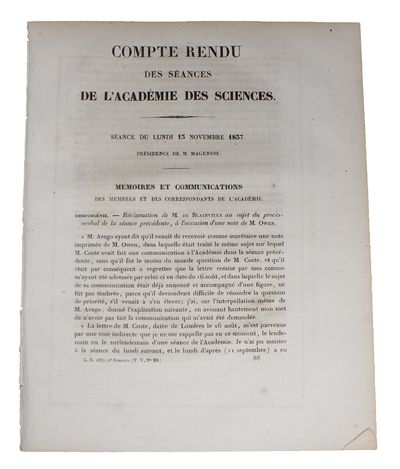 COMPTE RENDU
DES SÉANCES
DE L'ACADÉMIE DES SCIENCES.
SÉANCE DU LUNDI 13 NOVEMBRE 1837.
PRÉSIDENCE DE M. MAGENDIE.
MEMOIRES ET COMMUNICATIONS
DES MEMBRES ET DES CORRESPONDANTS DE L'ACADÉMIE.
EMBRYOGÉNIE. — Réclamation de M. DE BLAINVILLE au sujet du procès-
verbal de la séance précédente, à l'occasion d'une note de M. OWEN.
« M. Arago ayant dit qu'il venait de recevoir comme secrétaire une note
imprimée de M. Owen, dans laquelle était traité le même sujet sur lequel
M. Coste avait fait une communication à l'Académie dans la séance précé-
dente, sans qu'il fût le moins du monde question de M. Coste, et qu'il
était par conséquent à regretter que la lettre remise par moi comme
m'ayant été adressée par celui-ci en date du 16 août, et dans laquelle le sujet
de sa communication était déjà annoncé et accompagné d'une figure, ne
fût pas timbrée, parce qu'il deviendrait difficile de résoudre la question
de priorité, s'il venait à s'en élever; j'ai, sur l'interpellation même de
M. Arago, donné l'explication suivante, en avouant hautement mon tort
de n'avoir pas fait la communication qui m'avait été demandée.
» La lettre de M. Coste, datée de Londres le 16 août, m'est parvenue
par une voie indirecte que je ne me rappelle pas en ce moment, le lende-
main ou le surlendemain d'une séance de l'Académie. Je n'ai pu assister
à la séance du lundi suivant, et le lundi d'après (11 septembre) a eu
C. R. 1837, 2e Semestre. (T. V, No 20.)
88